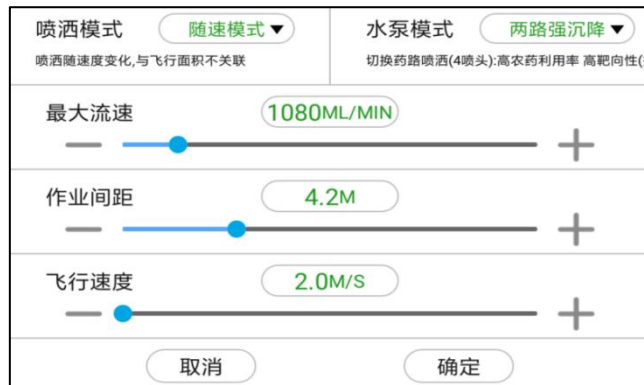 喷洒模式 随速模式▼ 水泵模式 两路强沉降▼
喷洒随速度变化,与飞行面积不关联 切换药路喷洒(4喷头):高农药利用率 高靶向性(
最大流速 1080ML/MIN
作业间距 4.2M
飞行速度 2.0M/S
取消 确定